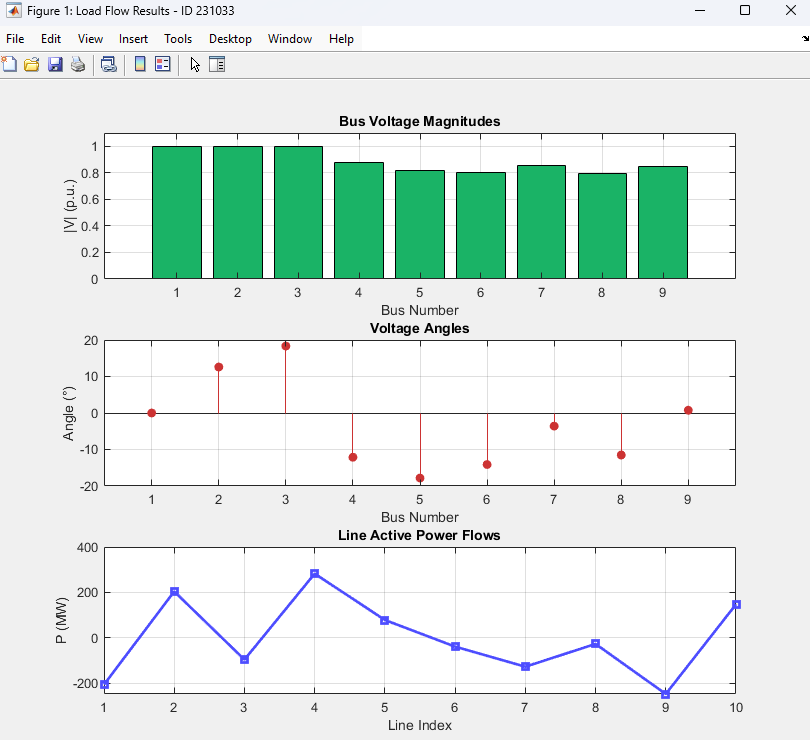 Figure 1: Load Flow Results - ID 231033
File Edit View Insert Tools Desktop Window Help
Bus Voltage Magnitudes
|V| (p.u.)
1
0.8
0.6
0.4
0.2
0
1 2 3 4 5 6 7 8 9
Bus Number
Voltage Angles
Angle (°)
20
10
0
-10
-20
1 2 3 4 5 6 7 8 9
Bus Number
Line Active Power Flows
P (MW)
400
200
0
-200
1 2 3 4 5 6 7 8 9 10
Line Index